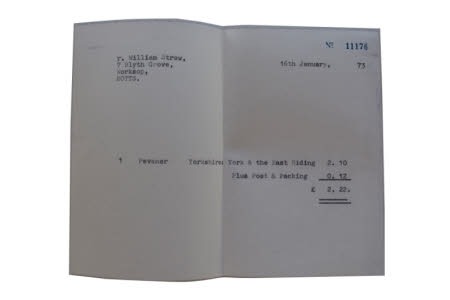 Nº 11176
16th January, 73
T. William Straw,
7 Blyth Grove,
Worksop,
NOTTS.
1 Pevsner Yorkshire York & the East Riding 2. 10
Plus Post & Packing 0. 12
£ 2. 22.